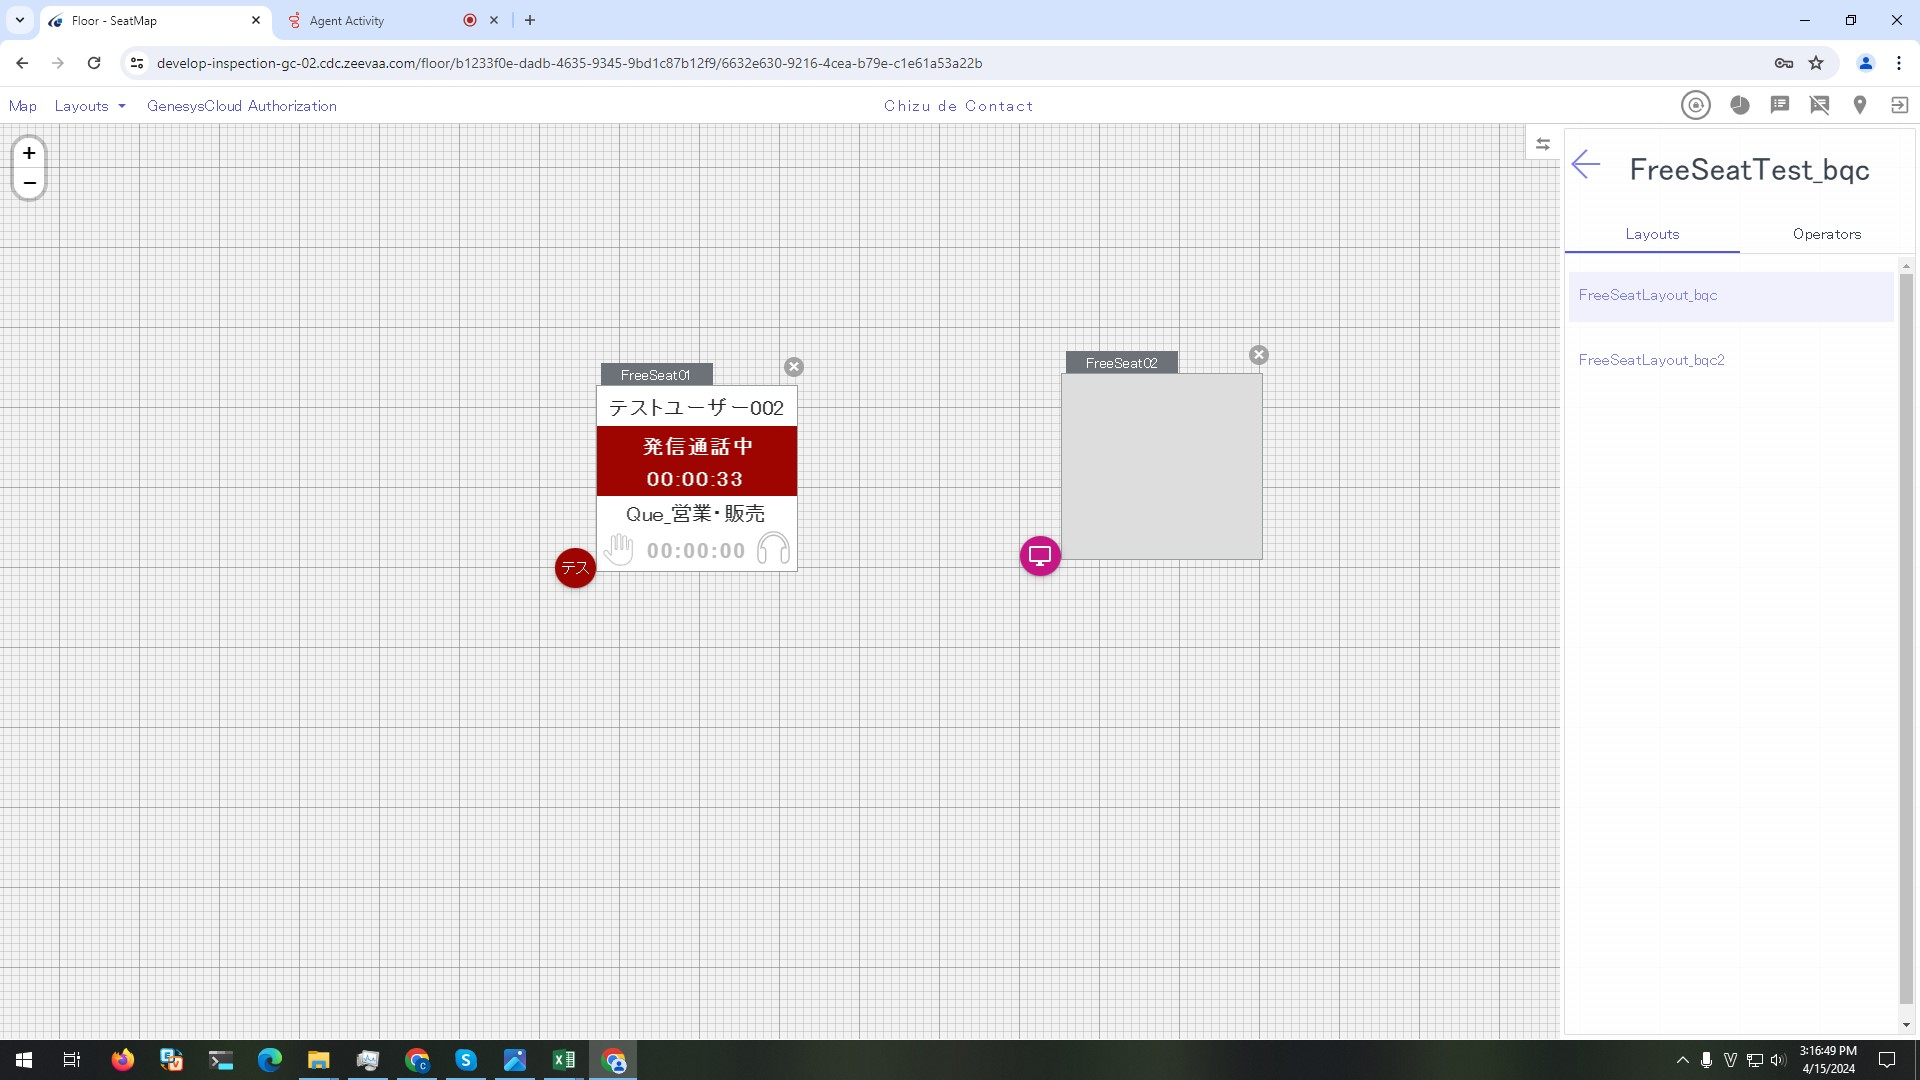 Floor - SeatMap
Agent Activity
develop-inspection-gc-02.cdc.zeevaa.com/floor/b1233f0e-dadb-4635-9345-9bd1c87b12f9/6632e630-9216-4cea-b79e-c1e61a53a22b
Map Layouts GenesysCloud Authorization Chizu de Contact
+
−
FreeSeatTest_bqc
Layouts Operators
FreeSeatLayout_bqc
FreeSeatLayout_bqc2
FreeSeat01
テストユーザー002
発信通話中
00:00:33
Que_営業・販売
00:00:00
テス
FreeSeat02
3:16:49 PM
4/15/2024